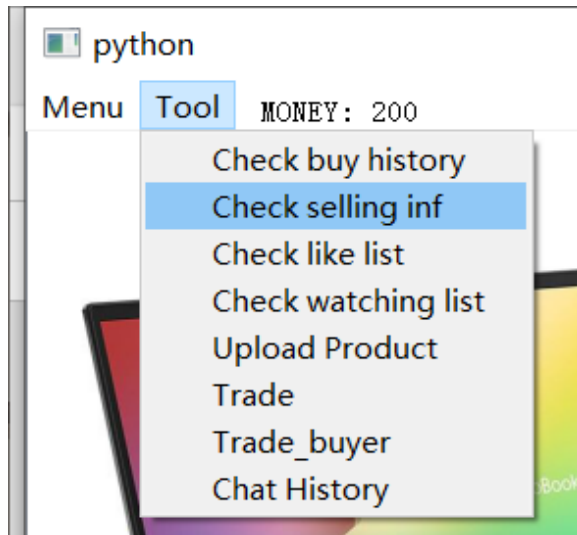 python
Menu Tool MONEY: 200
Check buy history
Check selling inf
Check like list
Check watching list
Upload Product
Trade
Trade_buyer
Chat History